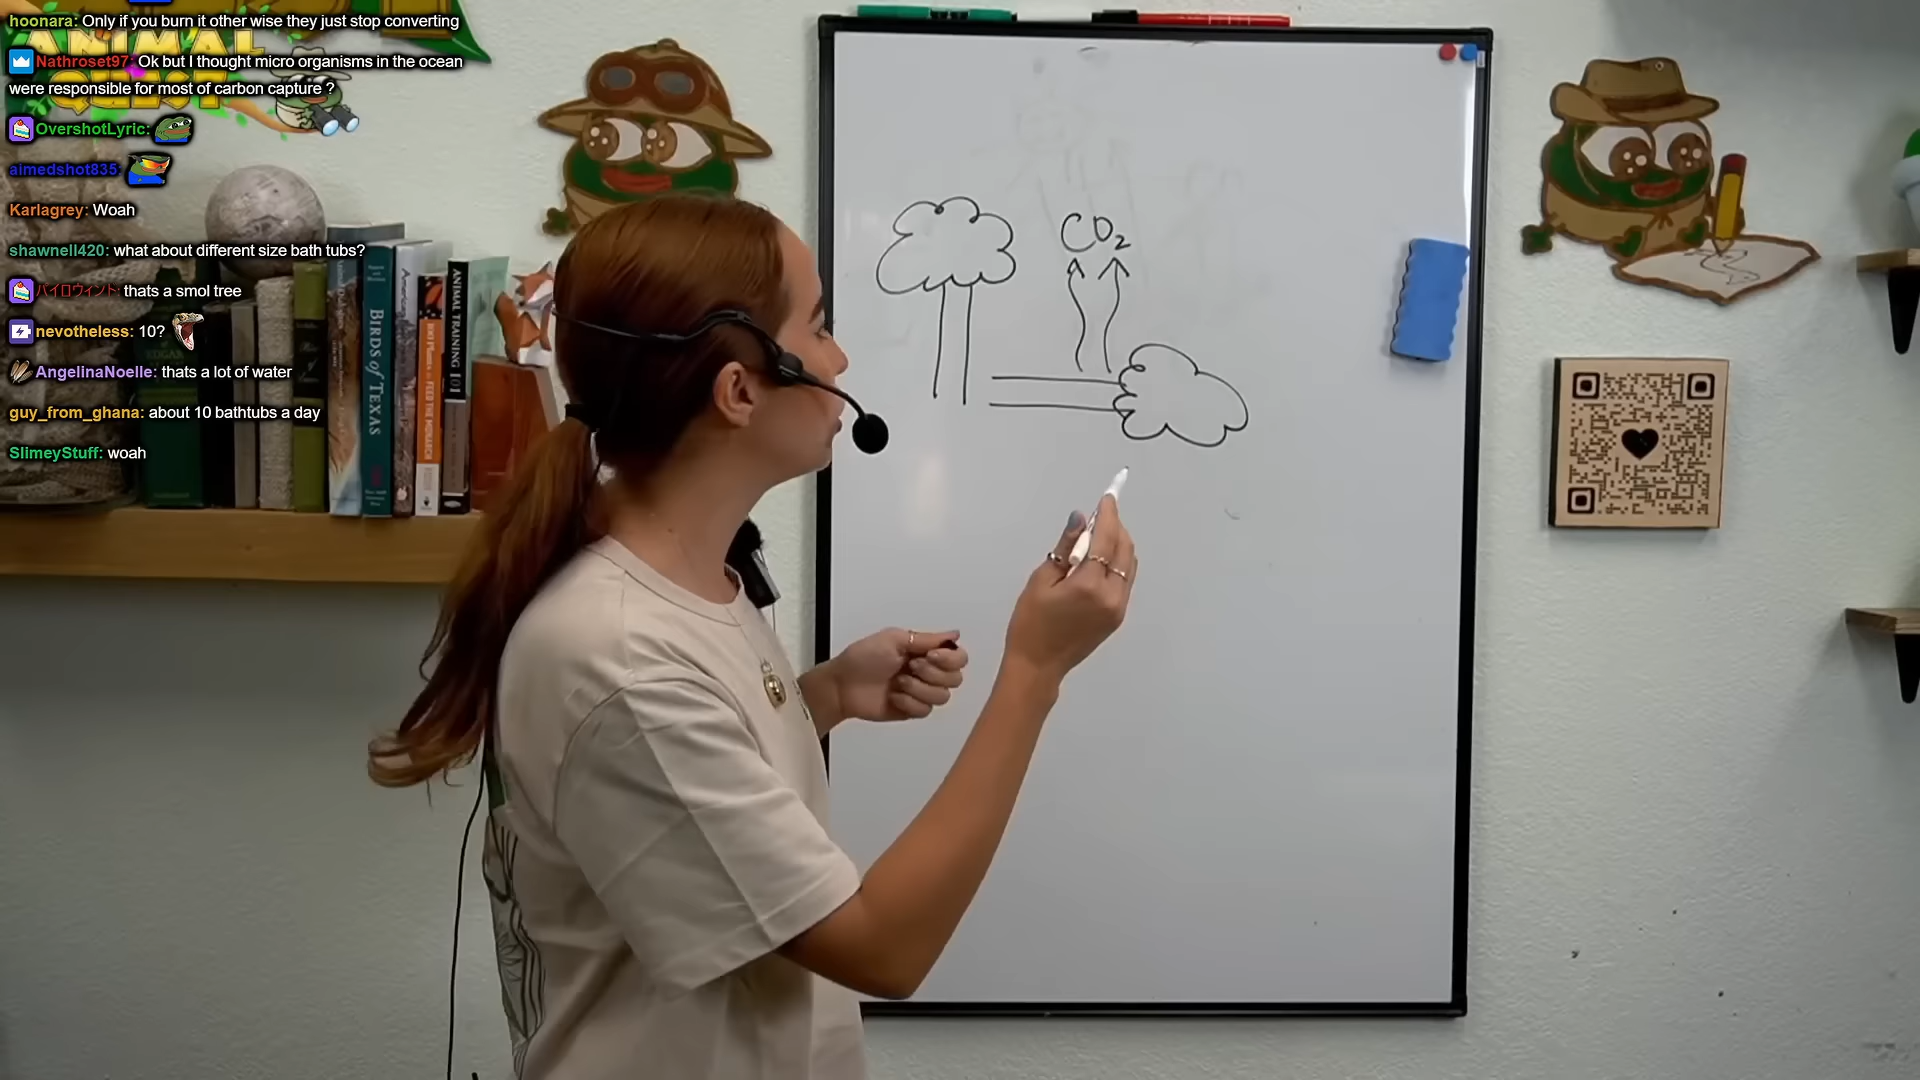 hoonara: Only if you burn it other wise they just stop converting
Nathroset97: Ok but I thought micro organisms in the ocean
were responsible for most of carbon capture ?
OvershotLyric:
aimedshot835:
Karlagrey: Woah
shawnell420: what about different size bath tubs?
パイロウィント: thats a smol tree
nevotheless: 10?
AngelinaNoelle: thats a lot of water
guy_from_ghana: about 10 bathtubs a day
SlimeyStuff: woah
ANIMAL
QUEST
BIRDS of TEXAS
ANIMAL TRAINING 101
CO2